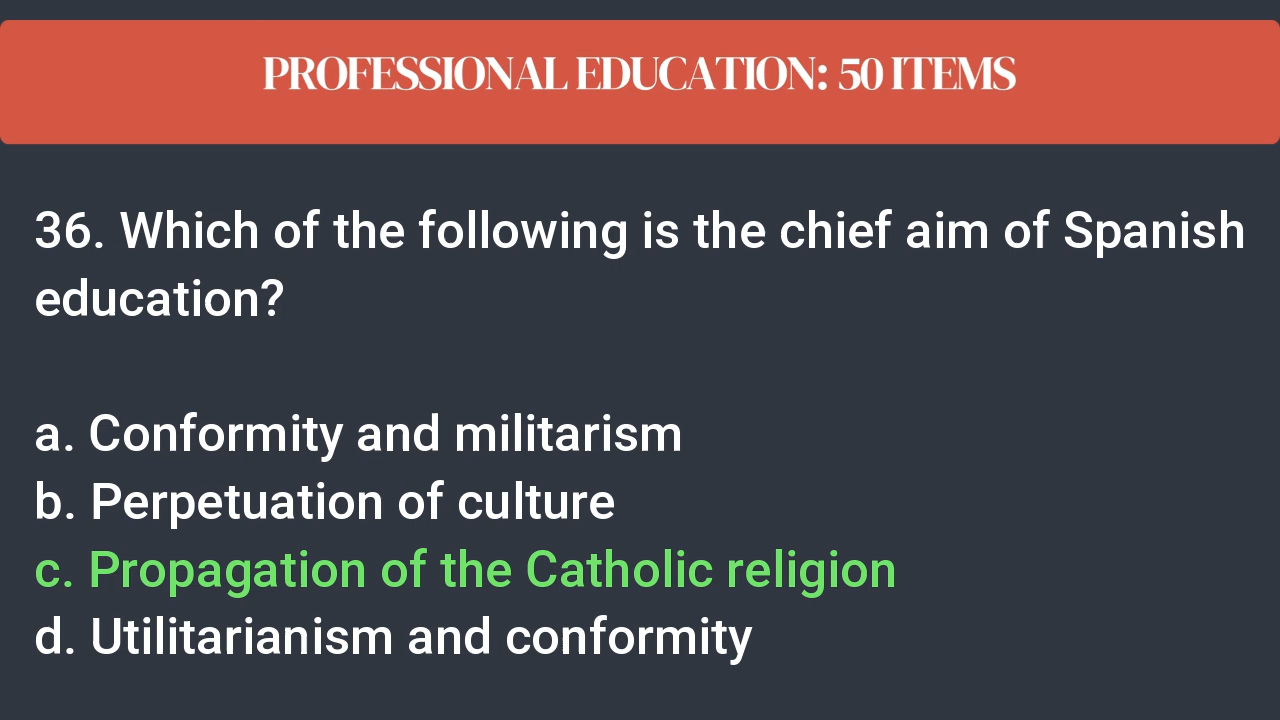 PROFESSIONAL EDUCATION: 50 ITEMS
36. Which of the following is the chief aim of Spanish
education?
a. Conformity and militarism
b. Perpetuation of culture
c. Propagation of the Catholic religion
d. Utilitarianism and conformity